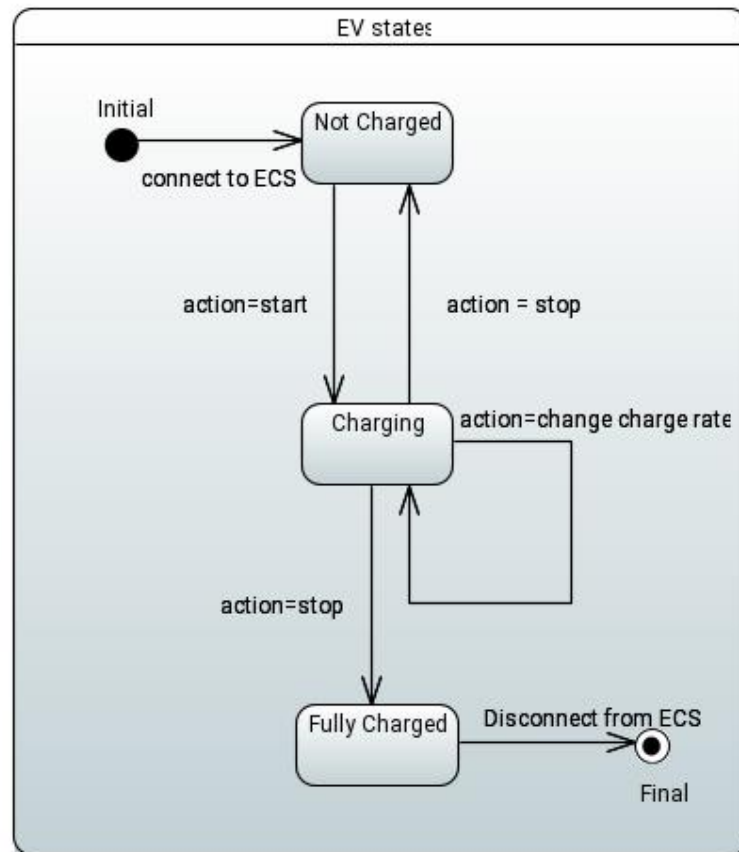 EV states
Initial
Not Charged
connect to ECS
action=start
action = stop
Charging
action=change charge rate
action=stop
Fully Charged
Disconnect from ECS
Final